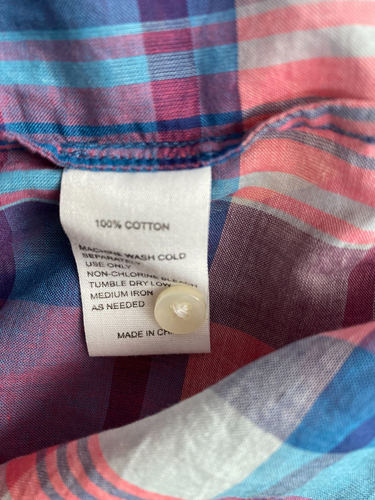 100% COTTON
MACHINE WASH COLD
SEPARATELY
USE ONLY
NON-CHLORINE BLEACH
TUMBLE DRY LOW
MEDIUM IRON
AS NEEDED
MADE IN